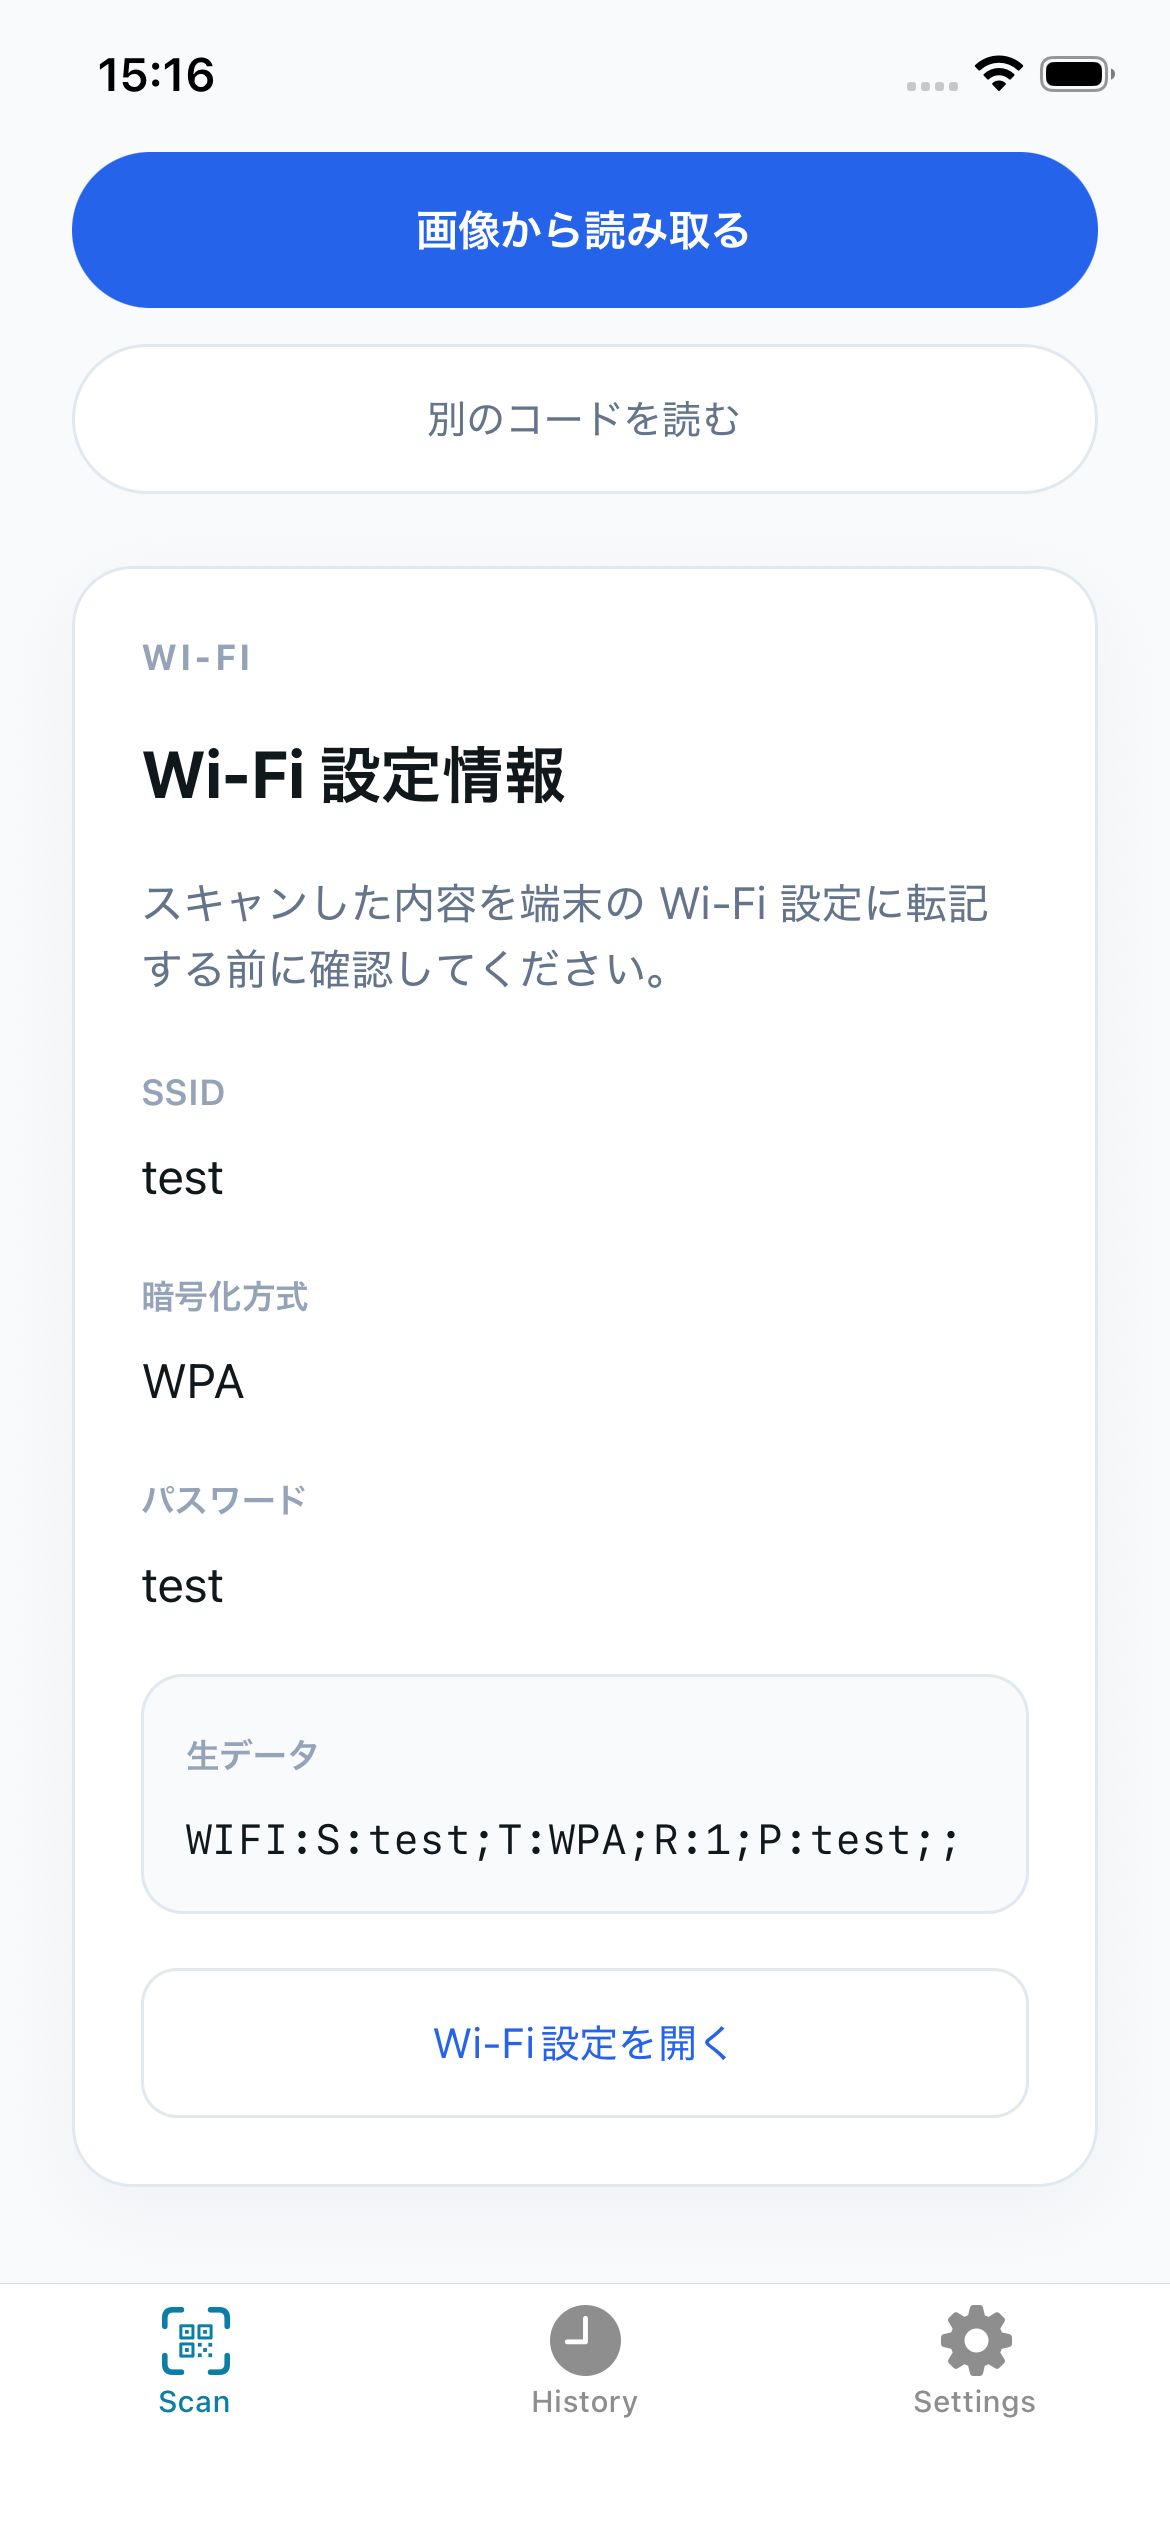 15:16
画像から読み取る
別のコードを読む
WI-FI
Wi-Fi 設定情報
スキャンした内容を端末の Wi-Fi 設定に転記
する前に確認してください。
SSID
test
暗号化方式
WPA
パスワード
test
生データ
WIFI:S:test;T:WPA;R:1;P:test;;
Wi-Fi設定を開く
Scan
History
Settings